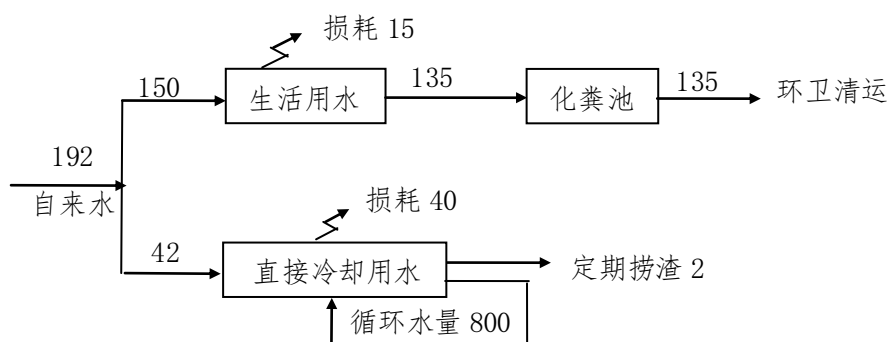 损耗 15
150
生活用水
135
化粪池
135
环卫清运
192
自来水
损耗 40
42
直接冷却用水
定期捞渣 2
循环水量 800